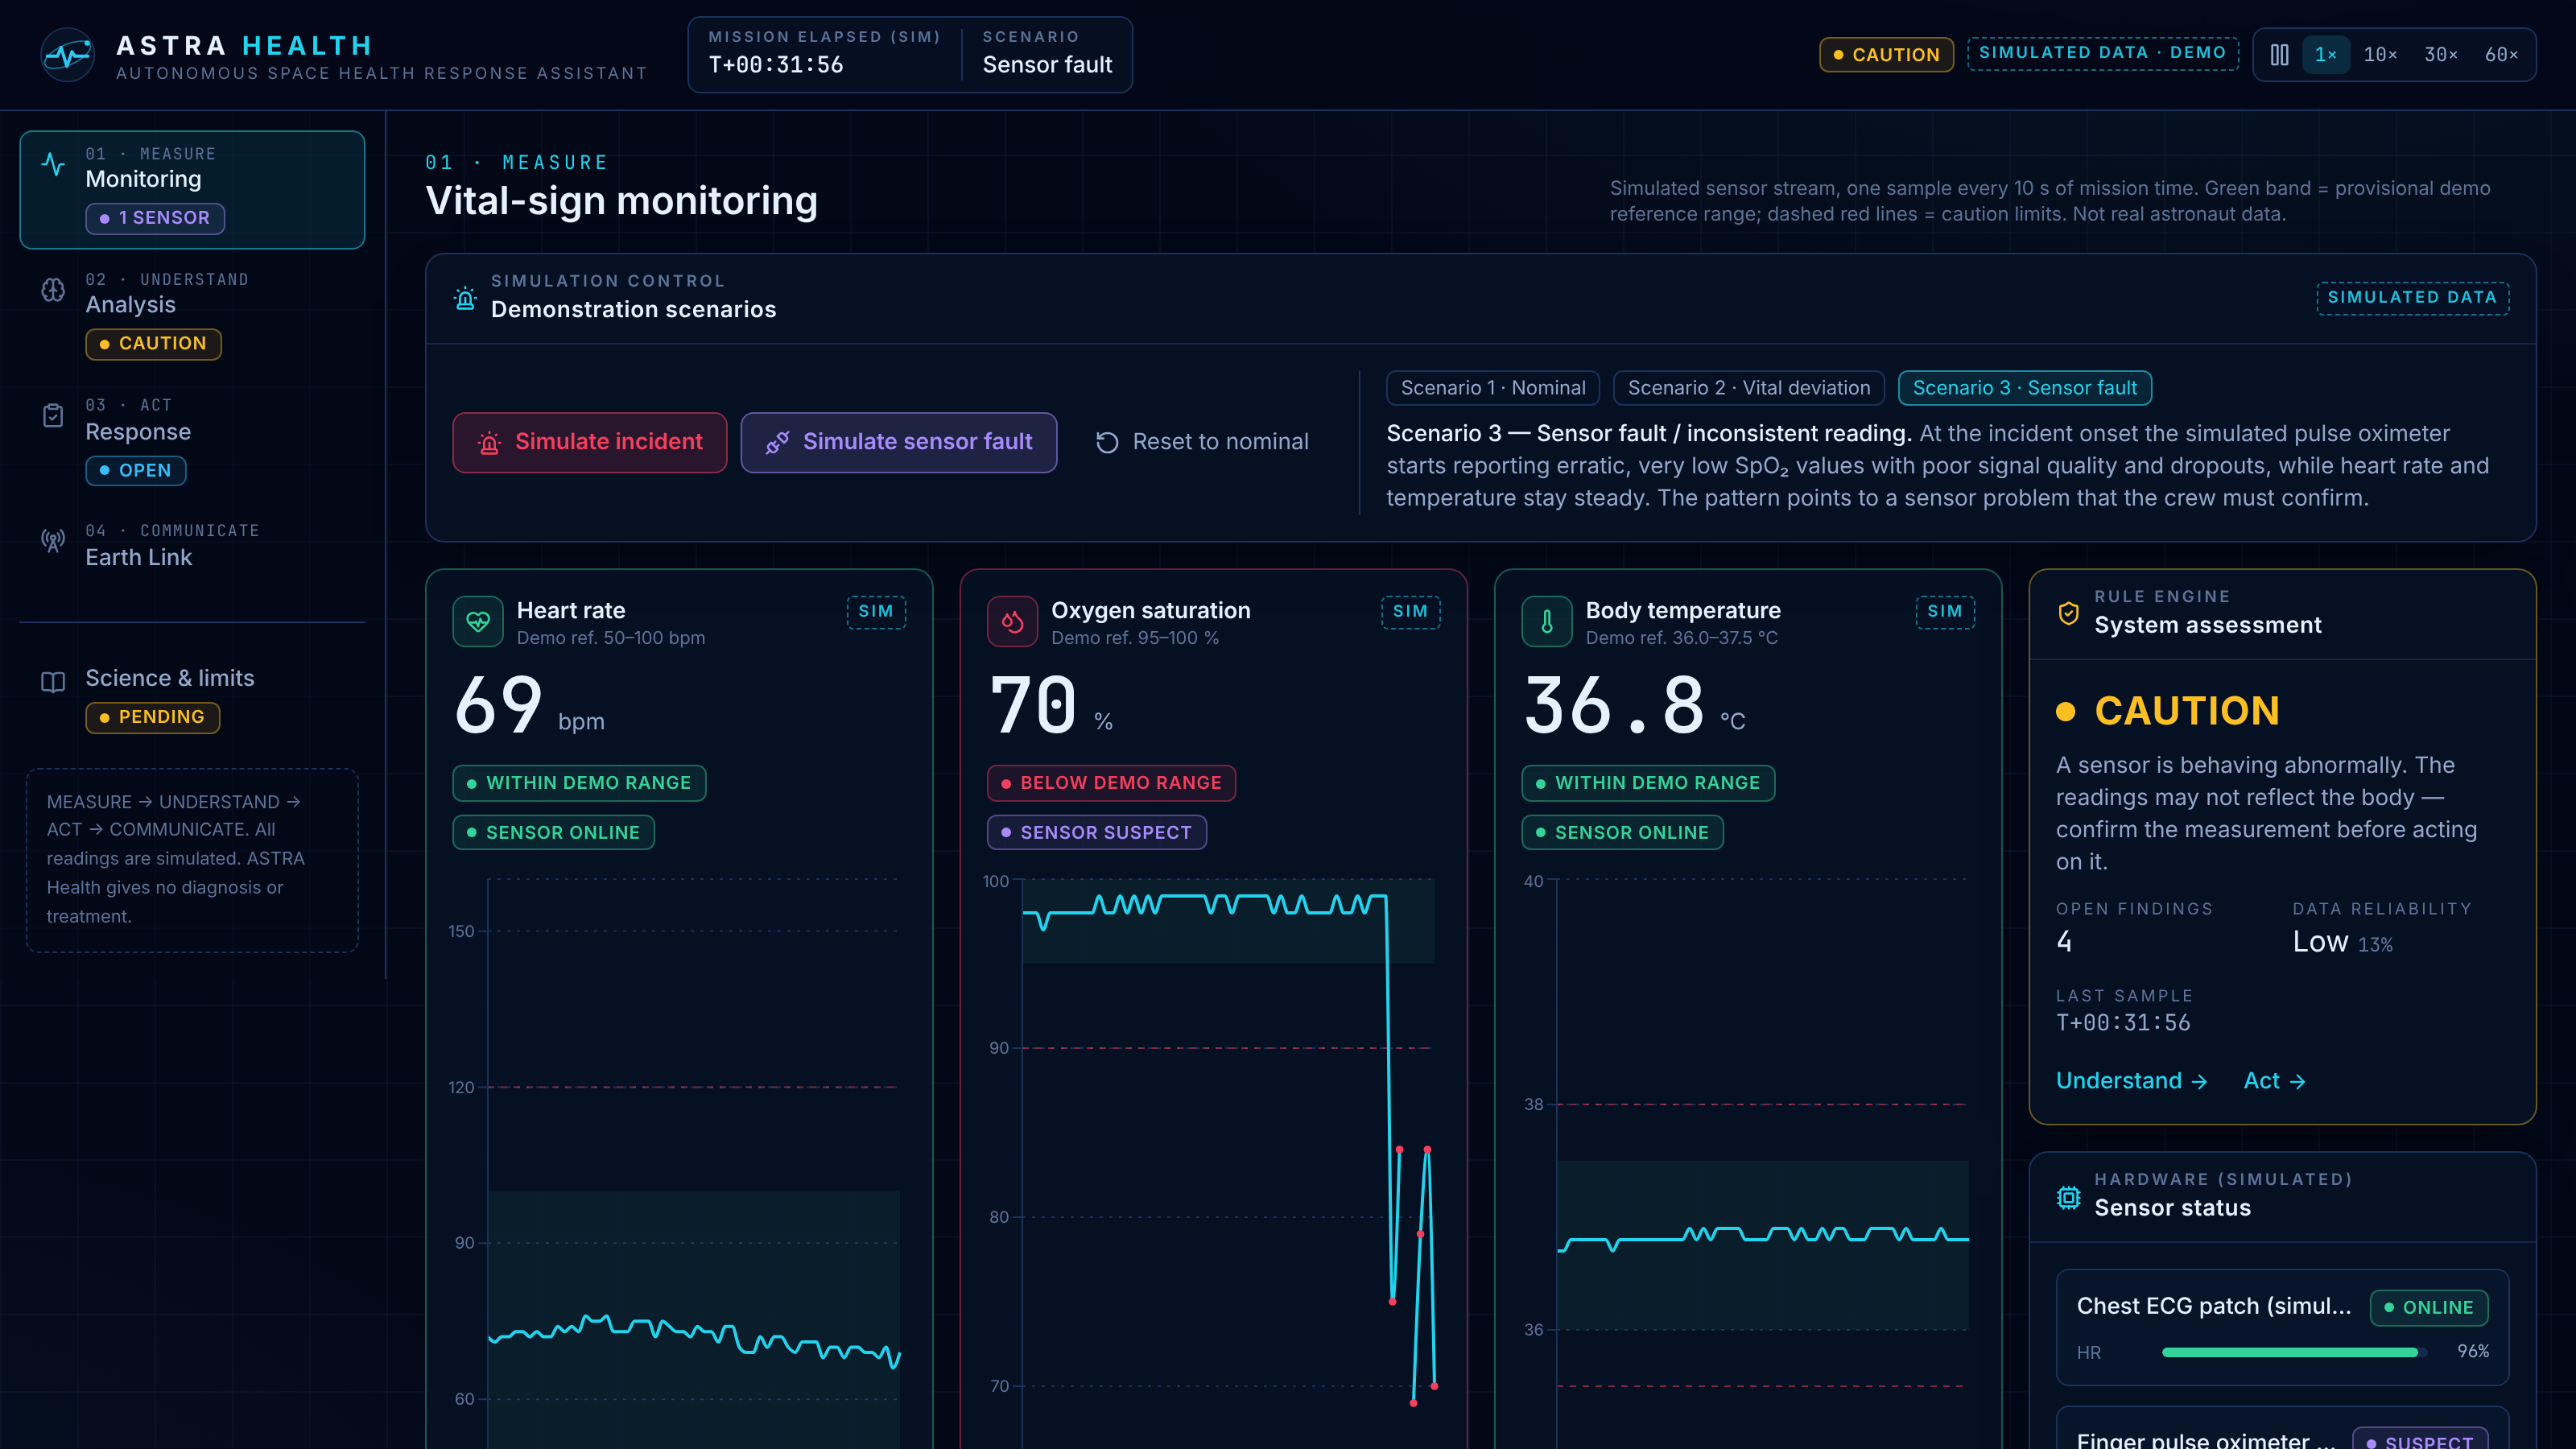 ASTRA HEALTH
AUTONOMOUS SPACE HEALTH RESPONSE ASSISTANT
MISSION ELAPSED (SIM)
T+00:31:56
SCENARIO
Sensor fault
CAUTION
SIMULATED DATA · DEMO
1×
10×
30×
60×
01 · MEASURE
Monitoring
1 SENSOR
02 · UNDERSTAND
Analysis
CAUTION
03 · ACT
Response
OPEN
04 · COMMUNICATE
Earth Link
Science & limits
PENDING
MEASURE → UNDERSTAND →
ACT → COMMUNICATE. All
readings are simulated. ASTRA
Health gives no diagnosis or
treatment.
01 · MEASURE
Vital-sign monitoring
Simulated sensor stream, one sample every 10 s of mission time. Green band = provisional demo
reference range; dashed red lines = caution limits. Not real astronaut data.
SIMULATION CONTROL
Demonstration scenarios
SIMULATED DATA
Simulate incident
Simulate sensor fault
Reset to nominal
Scenario 1 · Nominal
Scenario 2 · Vital deviation
Scenario 3 · Sensor fault
Scenario 3 — Sensor fault / inconsistent reading. At the incident onset the simulated pulse oximeter
starts reporting erratic, very low SpO₂ values with poor signal quality and dropouts, while heart rate and
temperature stay steady. The pattern points to a sensor problem that the crew must confirm.
Heart rate
Demo ref. 50–100 bpm
SIM
69 bpm
WITHIN DEMO RANGE
SENSOR ONLINE
150
120
90
60
Oxygen saturation
Demo ref. 95–100 %
SIM
70 %
BELOW DEMO RANGE
SENSOR SUSPECT
100
90
80
70
Body temperature
Demo ref. 36.0–37.5 °C
SIM
36.8 °C
WITHIN DEMO RANGE
SENSOR ONLINE
40
38
36
RULE ENGINE
System assessment
CAUTION
A sensor is behaving abnormally. The
readings may not reflect the body —
confirm the measurement before acting
on it.
OPEN FINDINGS
4
DATA RELIABILITY
Low 13%
LAST SAMPLE
T+00:31:56
Understand →
Act →
HARDWARE (SIMULATED)
Sensor status
Chest ECG patch (simul...
ONLINE
HR
96%
Finger pulse oximeter ...
SUSPECT